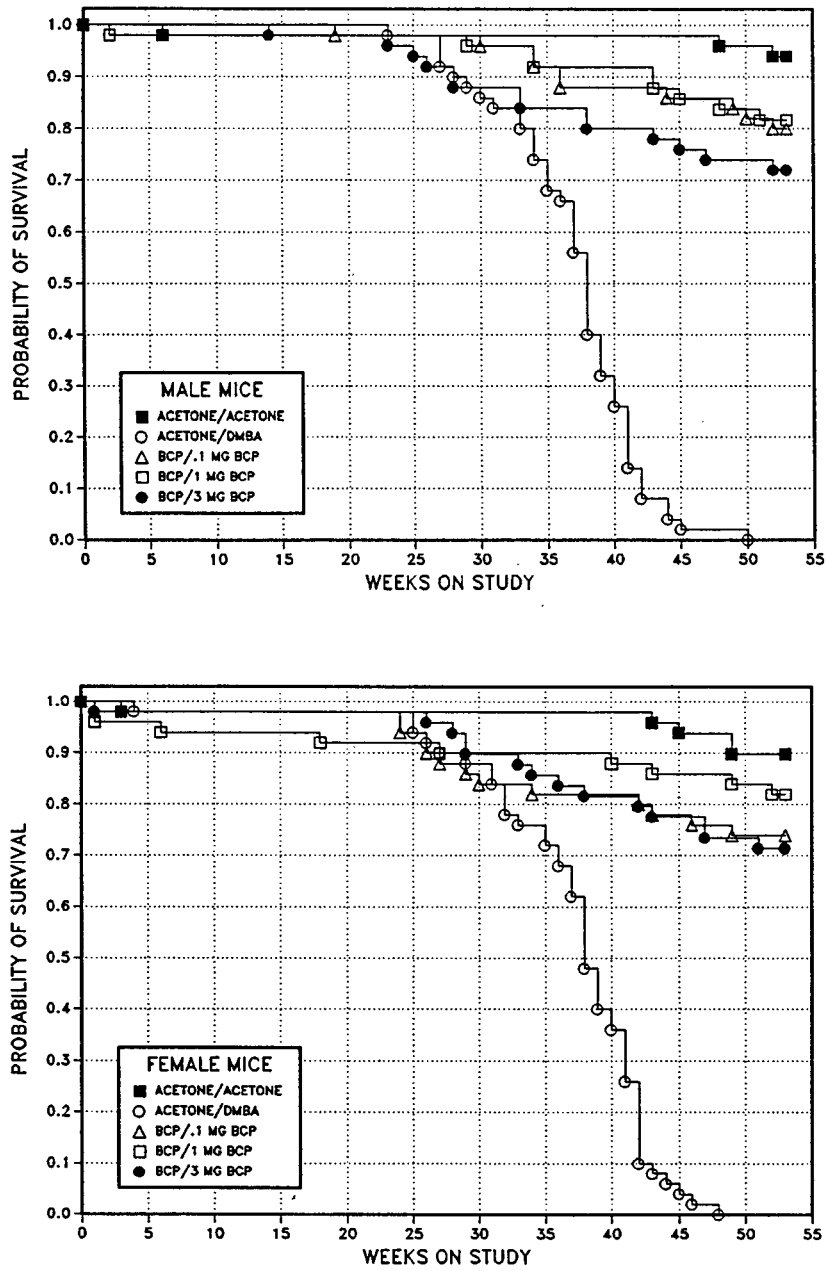 PROBABILITY OF SURVIVAL
1.0
0.9
0.8
0.7
0.6
0.5
0.4
0.3
0.2
0.1
0.0
MALE MICE
ACETONE/ACETONE
ACETONE/DMBA
BCP/.1 MG BCP
BCP/1 MG BCP
BCP/3 MG BCP
0 5 10 15 20 25 30 35 40 45 50 55
WEEKS ON STUDY
PROBABILITY OF SURVIVAL
1.0
0.9
0.8
0.7
0.6
0.5
0.4
0.3
0.2
0.1
0.0
FEMALE MICE
ACETONE/ACETONE
ACETONE/DMBA
BCP/.1 MG BCP
BCP/1 MG BCP
BCP/3 MG BCP
0 5 10 15 20 25 30 35 40 45 50 55
WEEKS ON STUDY